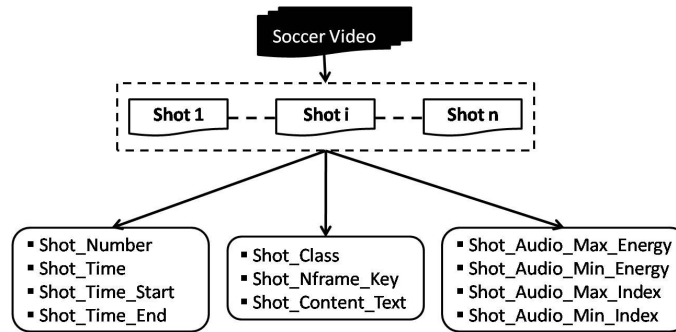 Soccer Video
Shot 1
Shot i
Shot n
▪ Shot_Number
▪ Shot_Time
▪ Shot_Time_Start
▪ Shot_Time_End
▪ Shot_Class
▪ Shot_Nframe_Key
▪ Shot_Content_Text
▪ Shot_Audio_Max_Energy
▪ Shot_Audio_Min_Energy
▪ Shot_Audio_Max_Index
▪ Shot_Audio_Min_Index